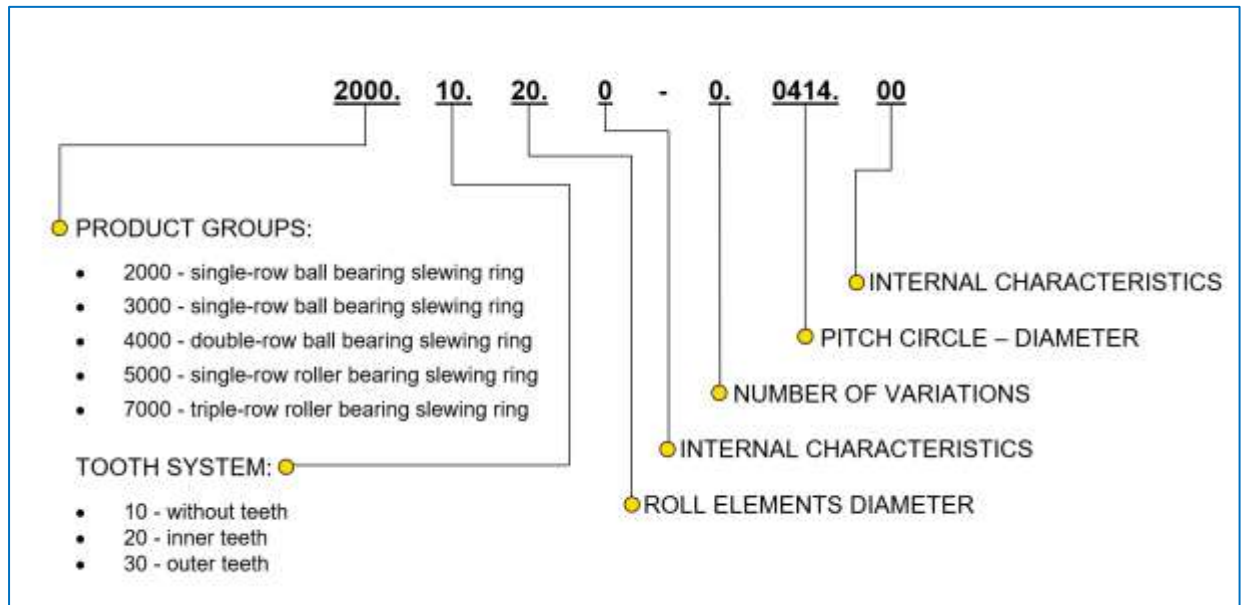 2000. 10. 20. 0 - 0. 0414. 00
PRODUCT GROUPS:
• 2000 - single-row ball bearing slewing ring
• 3000 - single-row ball bearing slewing ring
• 4000 - double-row ball bearing slewing ring
• 5000 - single-row roller bearing slewing ring
• 7000 - triple-row roller bearing slewing ring
TOOTH SYSTEM:
• 10 - without teeth
• 20 - inner teeth
• 30 - outer teeth
INTERNAL CHARACTERISTICS
PITCH CIRCLE – DIAMETER
NUMBER OF VARIATIONS
INTERNAL CHARACTERISTICS
ROLL ELEMENTS DIAMETER